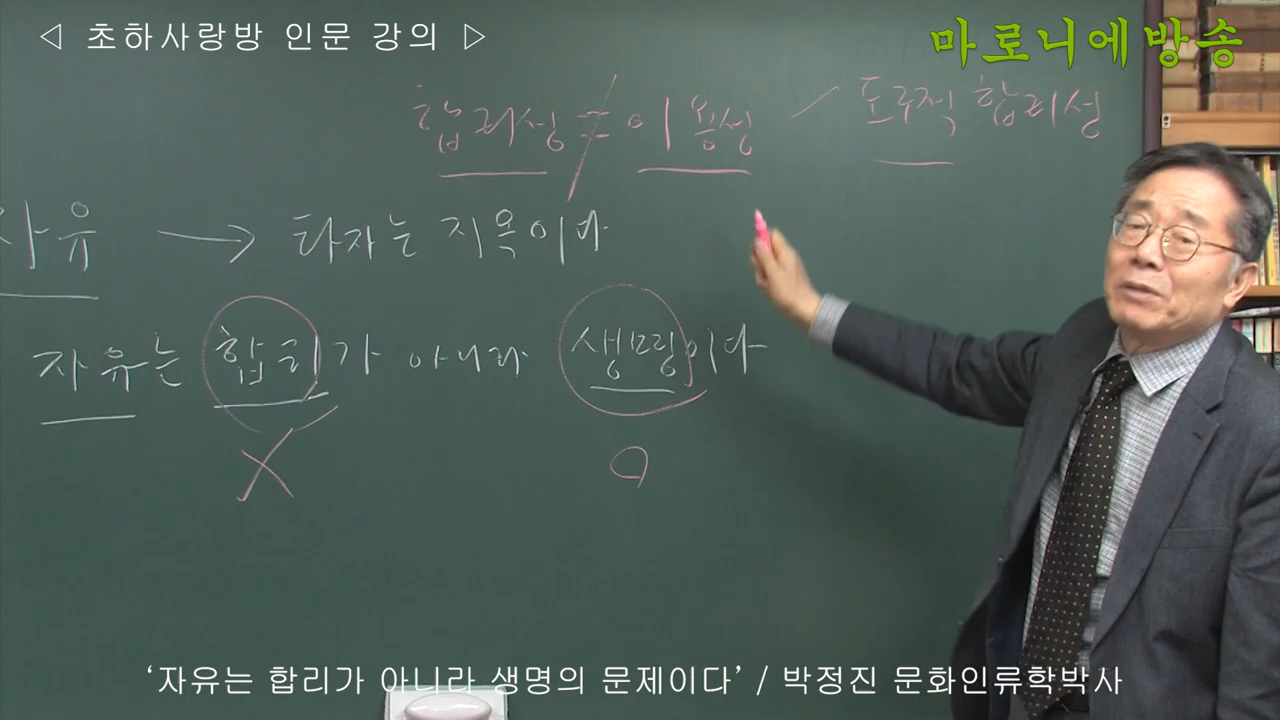 ◁ 초하사랑방 인문 강의 ▷
마로니에방송
합리성 ≠ 이용성 / 도구적 합리성
자유 → 타자는 지옥이다
자유는 합리가 아니라 생명이다
X O
‘자유는 합리가 아니라 생명의 문제이다’ / 박정진 문화인류학박사